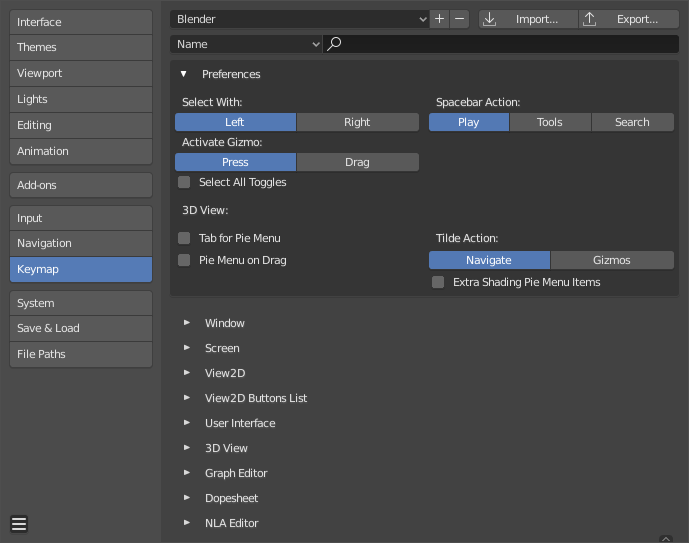 Interface
Themes
Viewport
Lights
Editing
Animation
Add-ons
Input
Navigation
Keymap
System
Save & Load
File Paths
Blender
Import...
Export...
Name
Preferences
Select With:
Left Right
Spacebar Action:
Play Tools Search
Activate Gizmo:
Press Drag
Select All Toggles
3D View:
Tab for Pie Menu
Pie Menu on Drag
Tilde Action:
Navigate Gizmos
Extra Shading Pie Menu Items
Window
Screen
View2D
View2D Buttons List
User Interface
3D View
Graph Editor
Dopesheet
NLA Editor